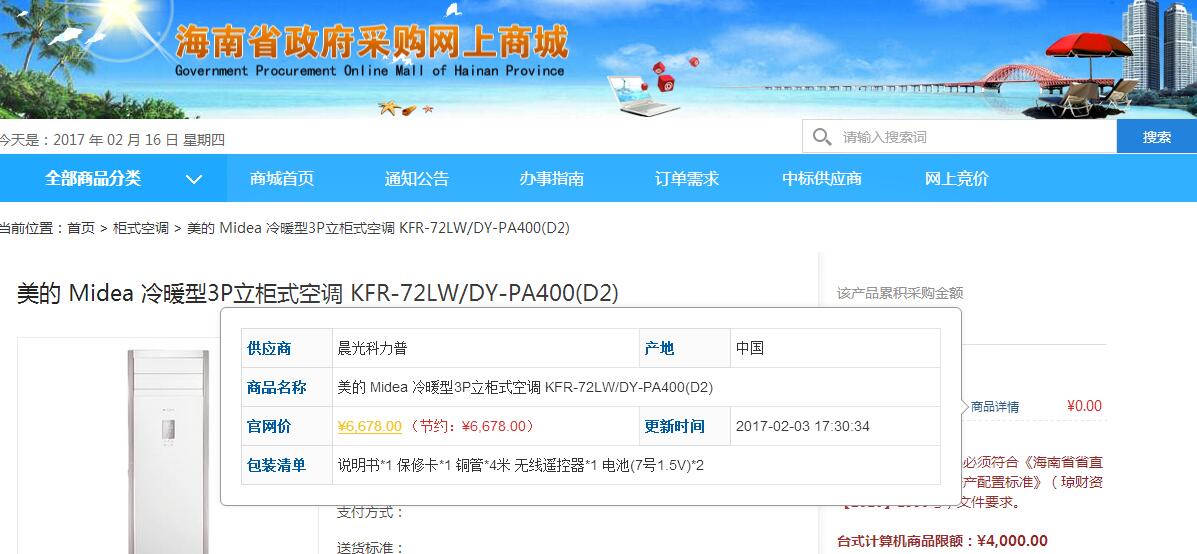 海南省政府采购网上商城
Government Procurement Online Mall of Hainan Province
今天是：2017 年 02 月 16 日 星期四
请输入搜索词
搜索
全部商品分类
商城首页
通知公告
办事指南
订单需求
中标供应商
网上竞价
当前位置：首页 > 柜式空调 > 美的 Midea 冷暖型3P立柜式空调 KFR-72LW/DY-PA400(D2)
美的 Midea 冷暖型3P立柜式空调 KFR-72LW/DY-PA400(D2)
该产品累积采购金额
供应商 晨光科力普 产地 中国
商品名称 美的 Midea 冷暖型3P立柜式空调 KFR-72LW/DY-PA400(D2)
官网价 ¥6,678.00（节约：¥6,678.00） 更新时间 2017-02-03 17:30:34
包装清单 说明书*1 保修卡*1 铜管*4米 无线遥控器*1 电池(7号1.5V)*2
商品详情 ¥0.00
必须符合《海南省省直
产配置标准》（琼财资
文件要求。
支付方式：
台式计算机商品限额：¥4,000.00
送货标准：